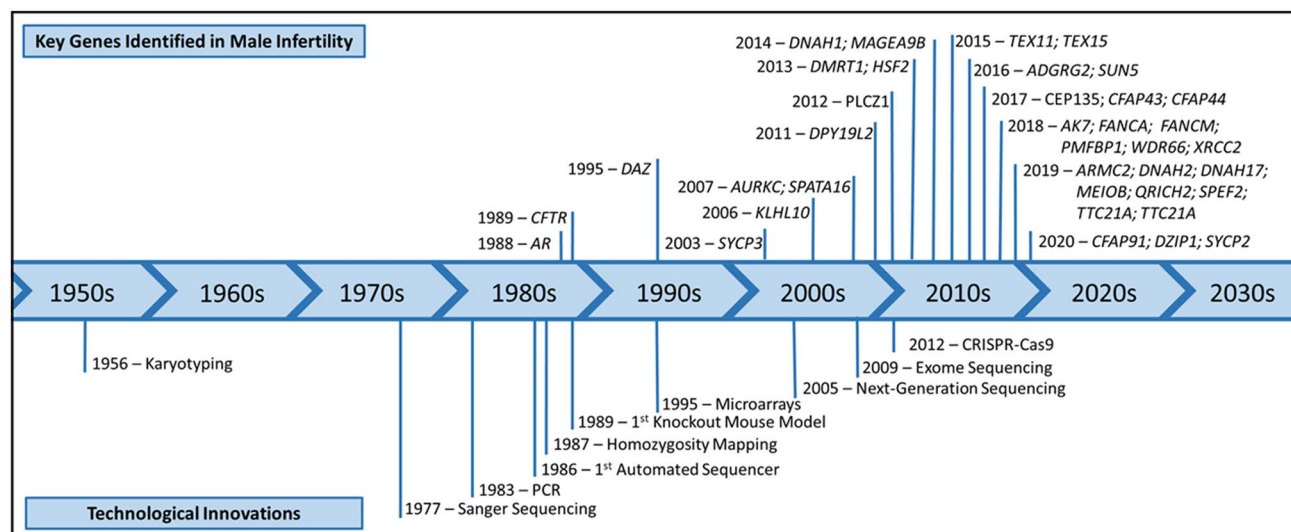 Key Genes Identified in Male Infertility
2014 – DNAH1; MAGEA9B
2013 – DMRT1; HSF2
2012 – PLCZ1
2011 – DPY19L2
1995 – DAZ
2007 – AURKC; SPATA16
2006 – KLHL10
2003 – SYCP3
1989 – CFTR
1988 – AR
2015 – TEX11; TEX15
2016 – ADGRG2; SUN5
2017 – CEP135; CFAP43; CFAP44
2018 – AK7; FANCA; FANCM;
PMFBP1; WDR66; XRCC2
2019 – ARMC2; DNAH2; DNAH17;
MEIOB; QRICH2; SPEF2;
TTC21A; TTC21A
2020 – CFAP91; DZIP1; SYCP2
1950s
1960s
1970s
1980s
1990s
2000s
2010s
2020s
2030s
1956 – Karyotyping
2012 – CRISPR-Cas9
2009 – Exome Sequencing
2005 – Next-Generation Sequencing
1995 – Microarrays
1989 – 1st Knockout Mouse Model
1987 – Homozygosity Mapping
1986 – 1st Automated Sequencer
1983 – PCR
1977 – Sanger Sequencing
Technological Innovations